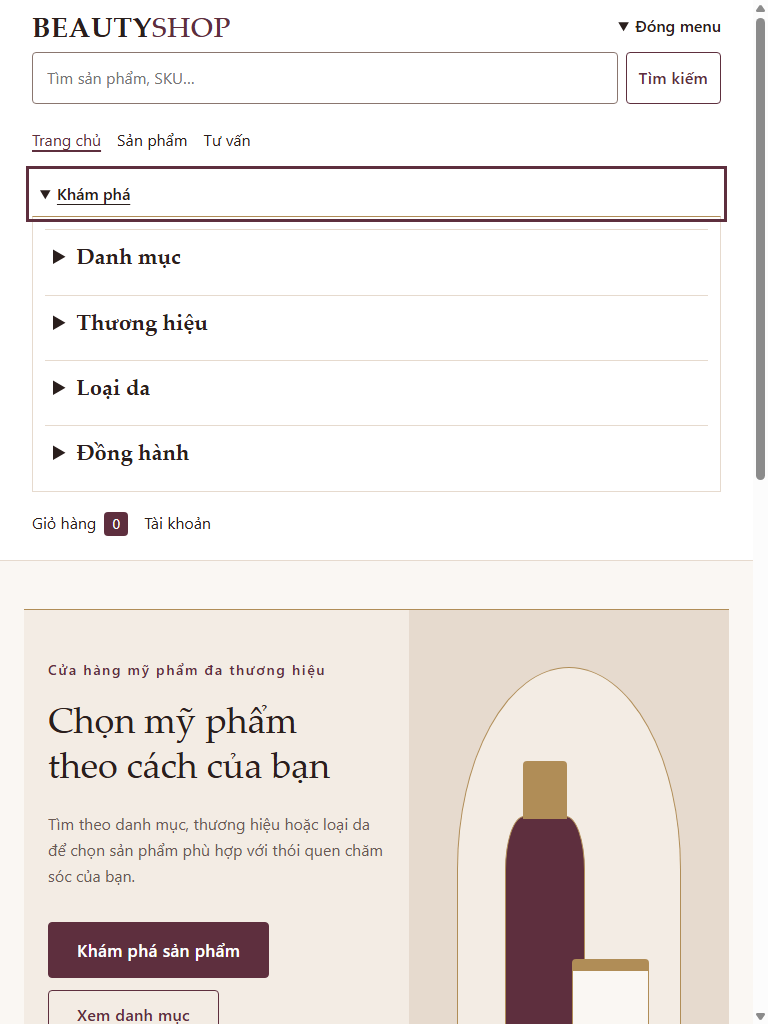 BEAUTYSHOP
▼ Đóng menu
Tìm sản phẩm, SKU...
Tìm kiếm
Trang chủ Sản phẩm Tư vấn
▼ Khám phá
▶ Danh mục
▶ Thương hiệu
▶ Loại da
▶ Đồng hành
Giỏ hàng 0 Tài khoản
Cửa hàng mỹ phẩm đa thương hiệu
Chọn mỹ phẩm
theo cách của bạn
Tìm theo danh mục, thương hiệu hoặc loại da
để chọn sản phẩm phù hợp với thói quen chăm
sóc của bạn.
Khám phá sản phẩm
Xem danh mục